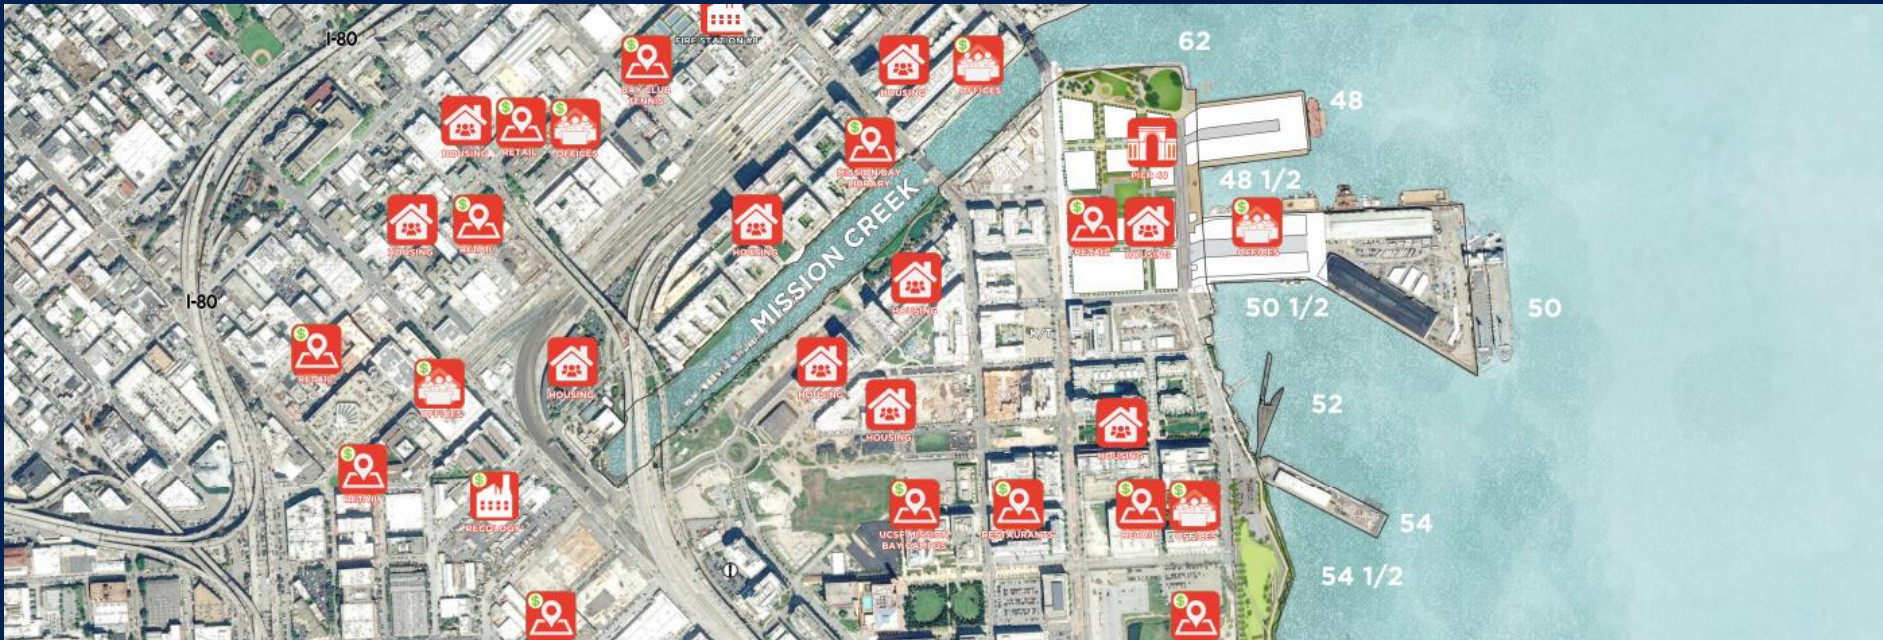 I-80
FIRE STATION #8
62
BAY CLUB
TENNIS
HOUSING
OFFICES
48
HOUSING
RETAIL
OFFICES
MISSION BAY
LIBRARY
PIER 48
48 1/2
MISSION CREEK
HOUSING
RETAIL
HOUSING
RETAIL
HOUSING
OFFICES
I-80
HOUSING
50 1/2
50
K/T
RETAIL
OFFICES
HOUSING
HOUSING
HOUSING
52
HOUSING
RETAIL
RECOLOGY
UCSF MISSION
BAY CAMPUS
RESTAURANTS
RETAIL
OFFICES
54
54 1/2